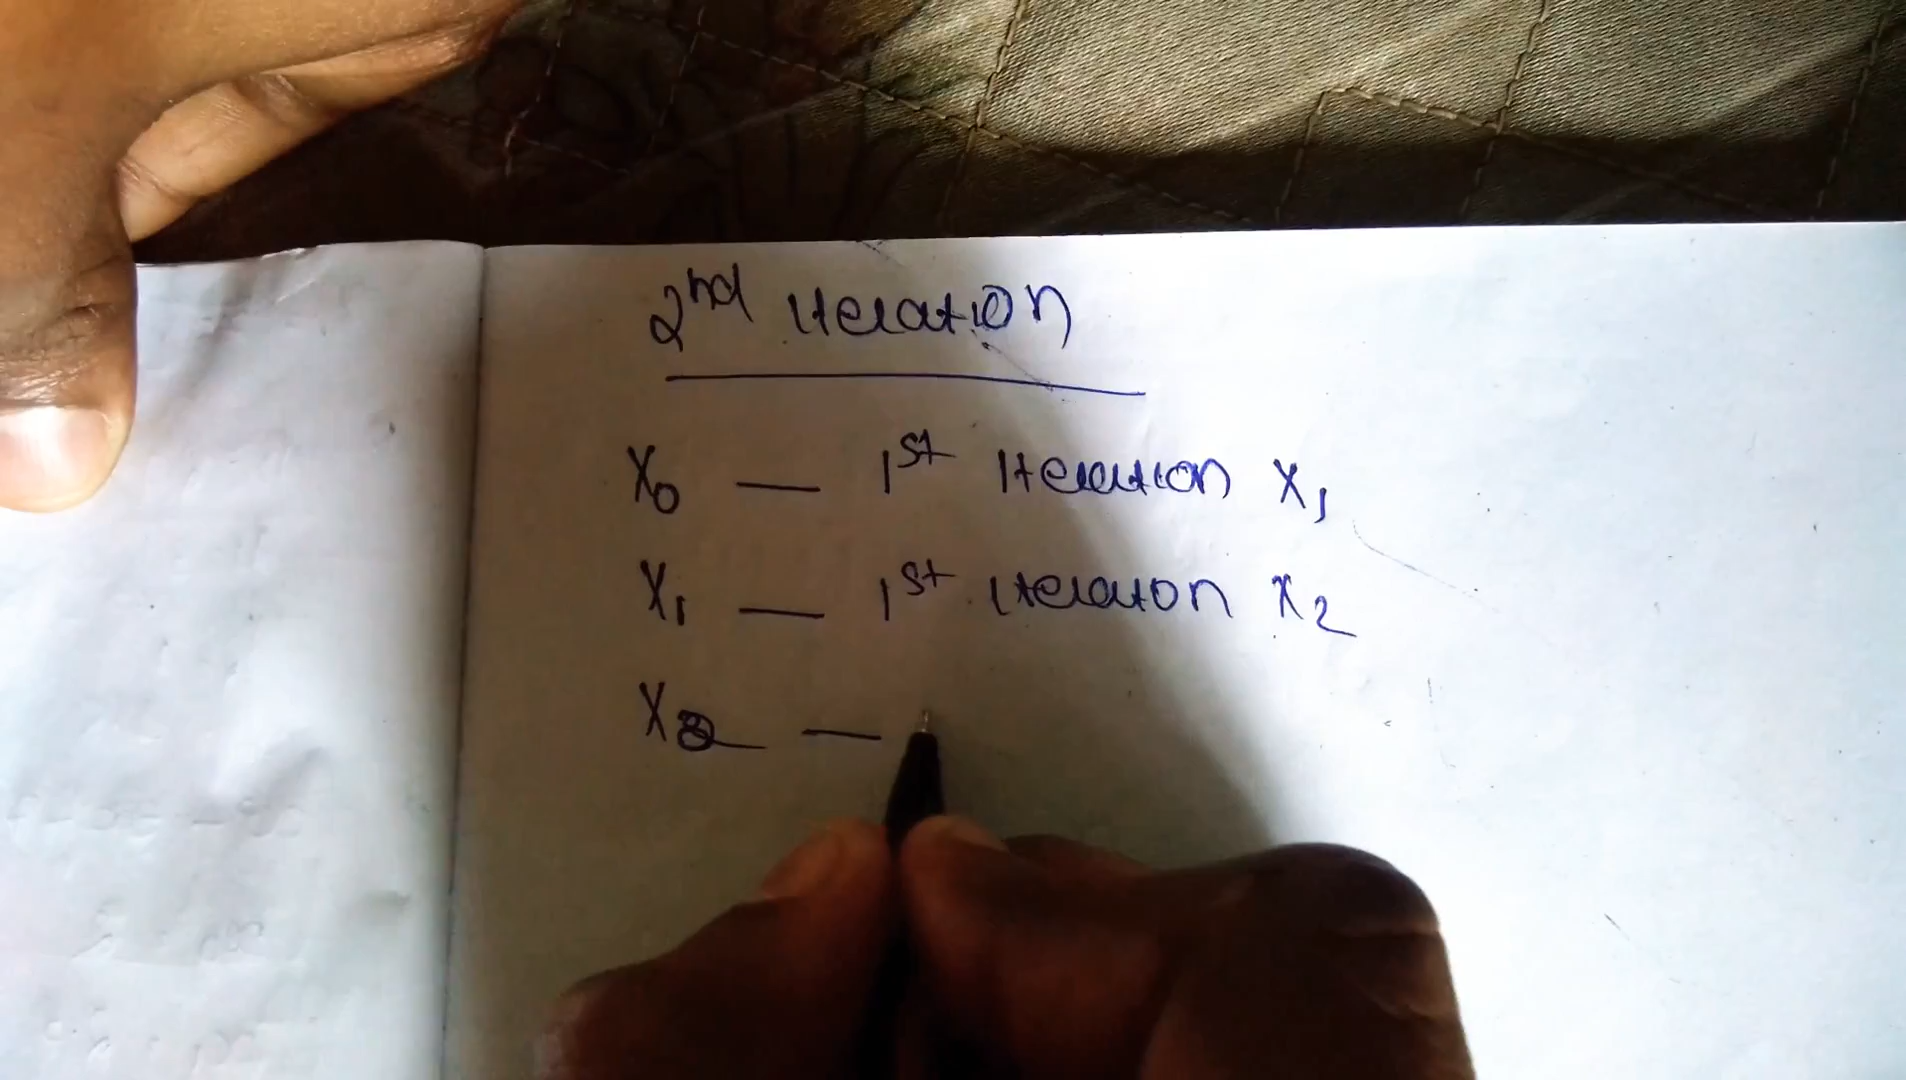 2nd iteration
X0 — 1st Iteration X1
X1 — 1st iteration X2
X2 —